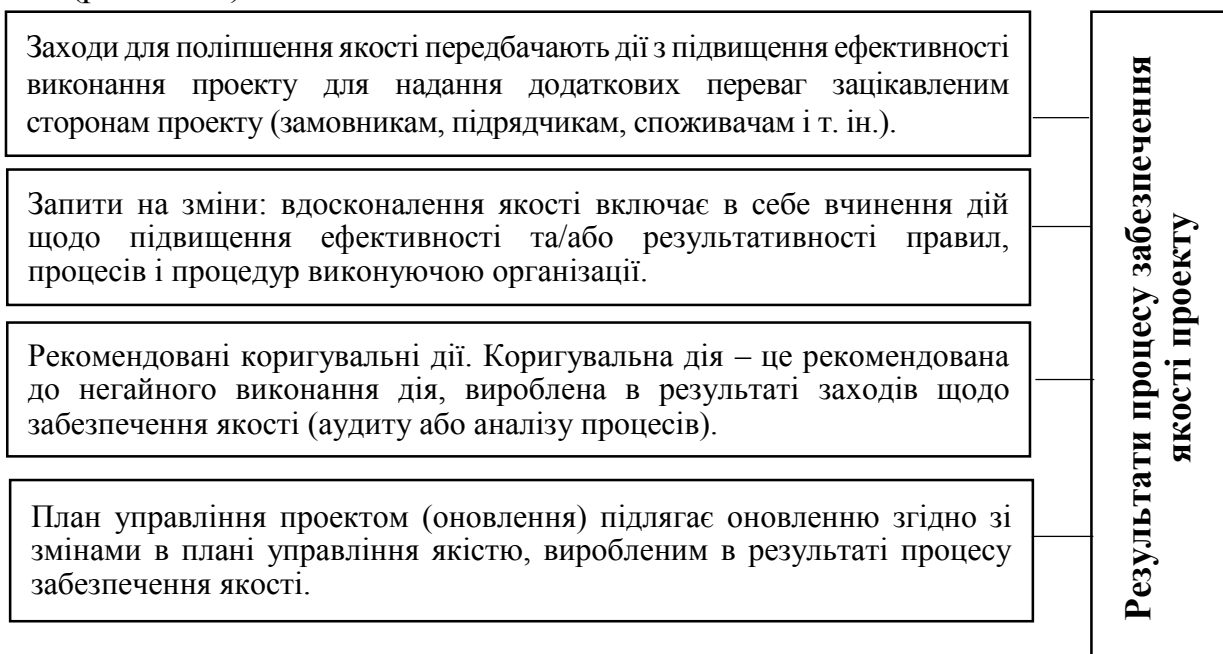 Заходи для поліпшення якості передбачають дії з підвищення ефективності
виконання проекту для надання додаткових переваг зацікавленим
сторонам проекту (замовникам, підрядчикам, споживачам і т. ін.).
Запити на зміни: вдосконалення якості включає в себе вчинення дій
щодо підвищення ефективності та/або результативності правил,
процесів і процедур виконуючою організації.
Рекомендовані коригувальні дії. Коригувальна дія – це рекомендована
до негайного виконання дія, вироблена в результаті заходів щодо
забезпечення якості (аудиту або аналізу процесів).
План управління проектом (оновлення) підлягає оновленню згідно зі
змінами в плані управління якістю, виробленим в результаті процесу
забезпечення якості.
Результати процесу забезпечення
якості проекту